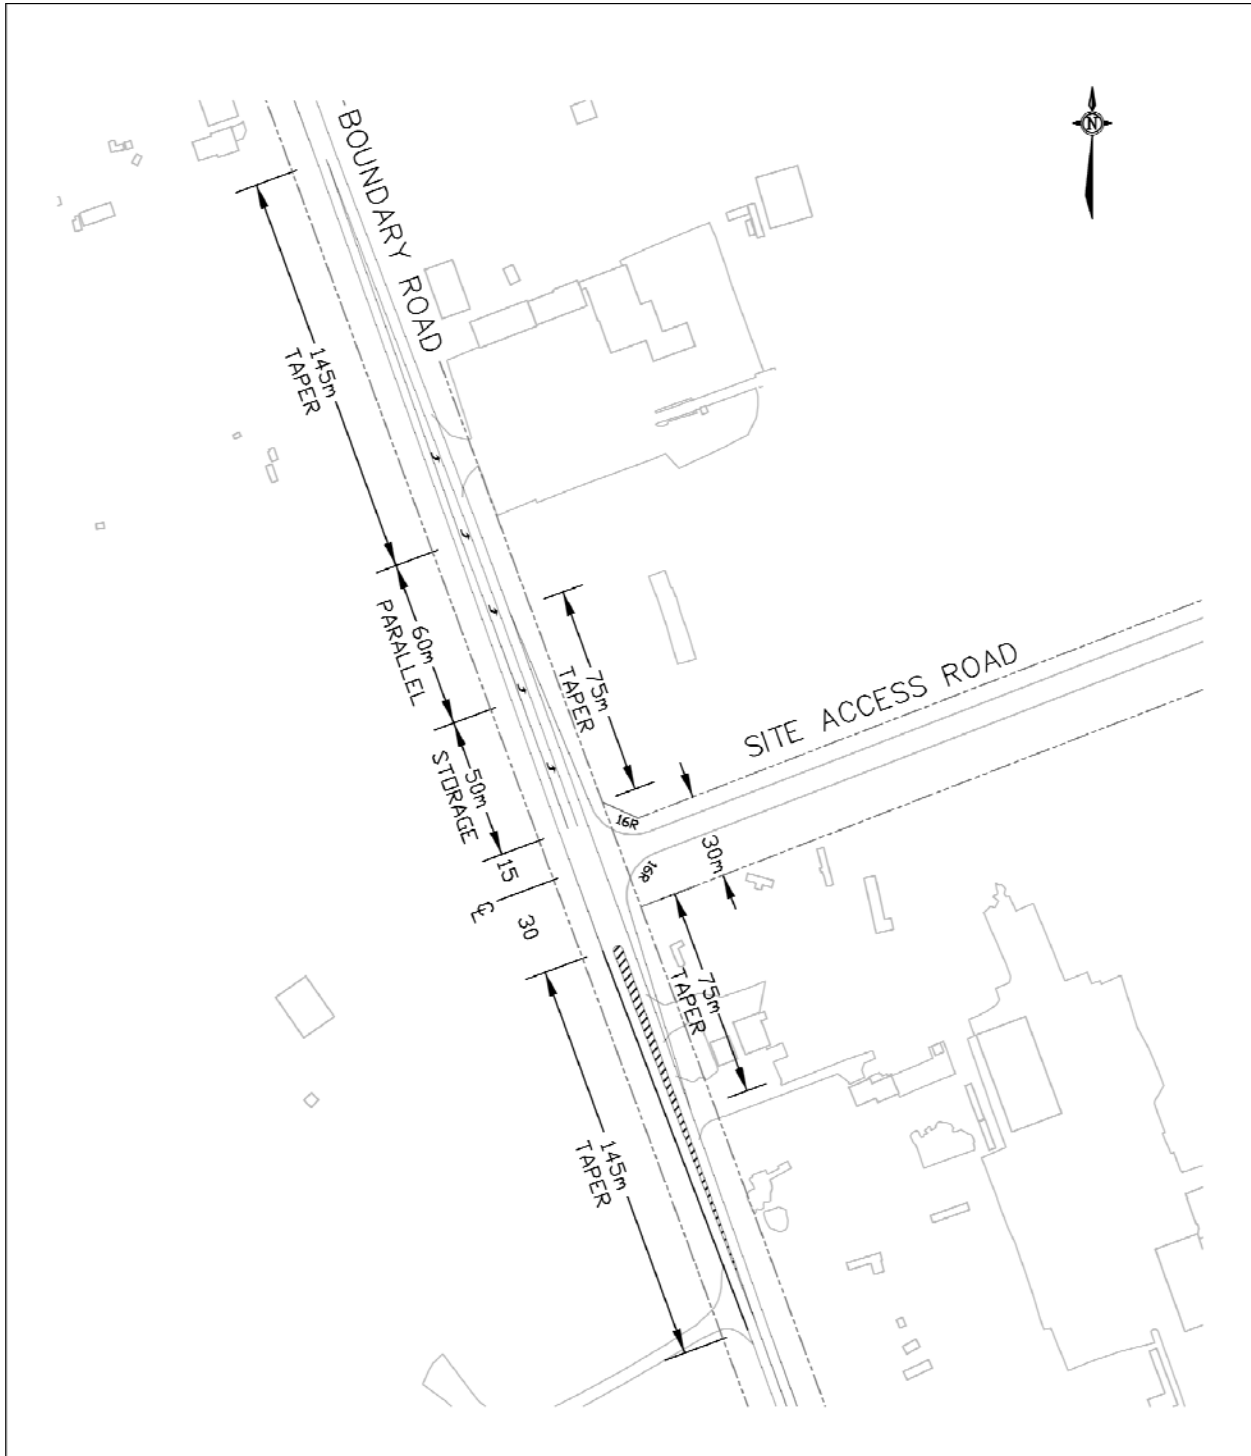 N
BOUNDARY ROAD
145m
TAPER
60m
PARALLEL
75m
TAPER
SITE ACCESS ROAD
50m
STORAGE
16R
30m
15
16R
℄
30
75m
TAPER
145m
TAPER